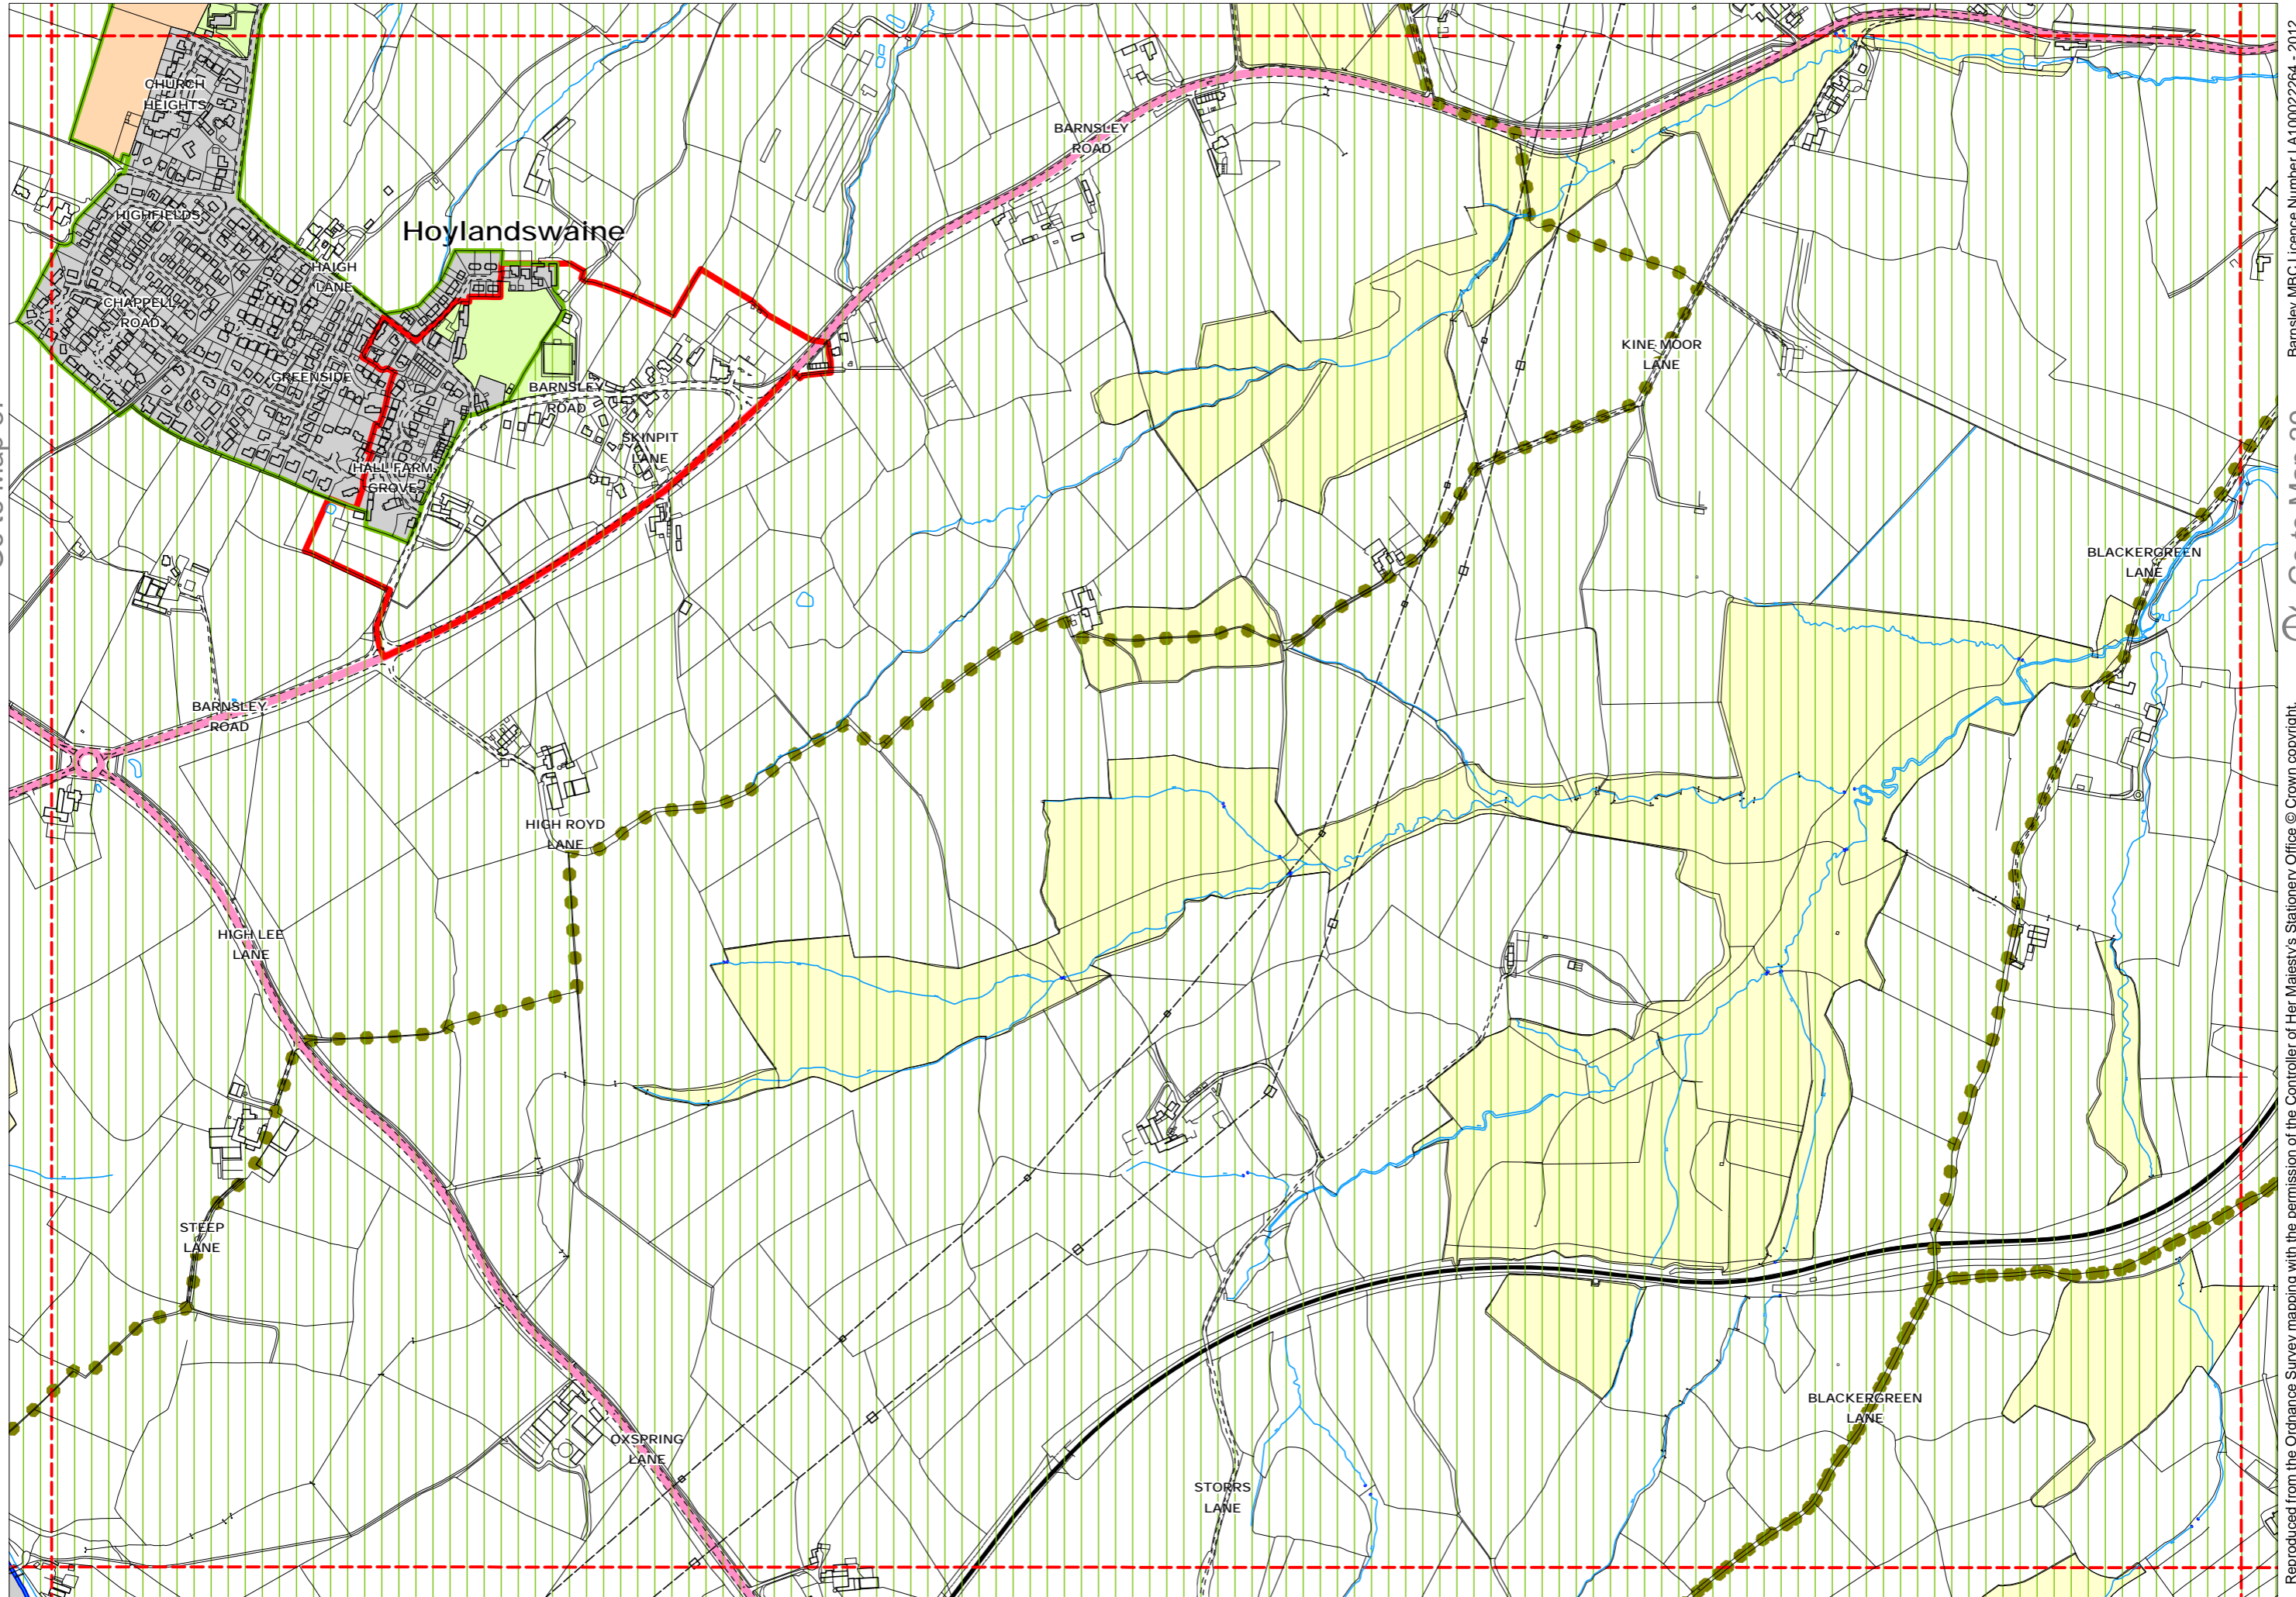 CHURCH
HEIGHTS
BARNSLEY
ROAD
HIGHFIELDS
Hoylandswaine
HAIGH
LANE
CHAPPELL
ROAD
KINE MOOR
LANE
GREENSIDE
BARNSLEY
ROAD
SKINPIT
LANE
HALL FARM
GROVE
BLACKERGREEN
LANE
BARNSLEY
ROAD
HIGH ROYD
LANE
HIGH LEE
LANE
STEEP
LANE
BLACKERGREEN
LANE
OXSPRING
LANE
STORRS
LANE
Reproduced from the Ordnance Survey mapping with the permission of the Controller of Her Majesty's Stationery Office © Crown copyright.
Barnsley MBC Licence Number LA100022264 - 2012